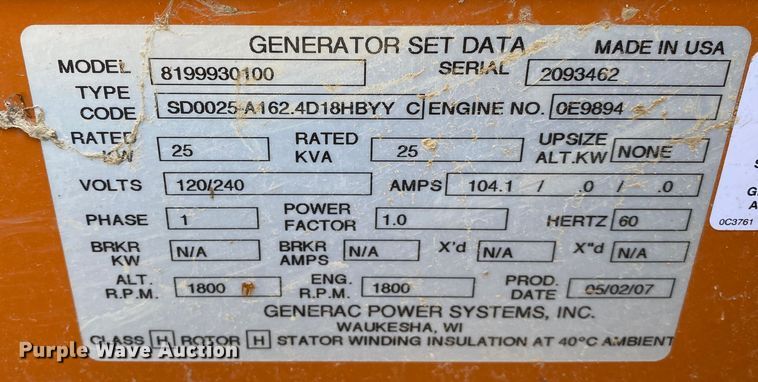 GENERATOR SET DATA MADE IN USA
MODEL 8199930100 SERIAL 2093462
TYPE CODE SD0025-A162.4D18HBYY C ENGINE NO. 0E9894
RATED KW 25 RATED KVA 25 UPSIZE ALT.KW NONE
VOLTS 120/240 AMPS 104.1 / .0 / .0
PHASE 1 POWER FACTOR 1.0 HERTZ 60
BRKR KW N/A BRKR AMPS N/A X'd N/A X"d N/A
ALT. R.P.M. 1800 ENG. R.P.M. 1800 PROD. DATE 05/02/07
GENERAC POWER SYSTEMS, INC.
WAUKESHA, WI
CLASS H ROTOR H STATOR WINDING INSULATION AT 40°C AMBIENT
0C3761
Purple Wave Auction